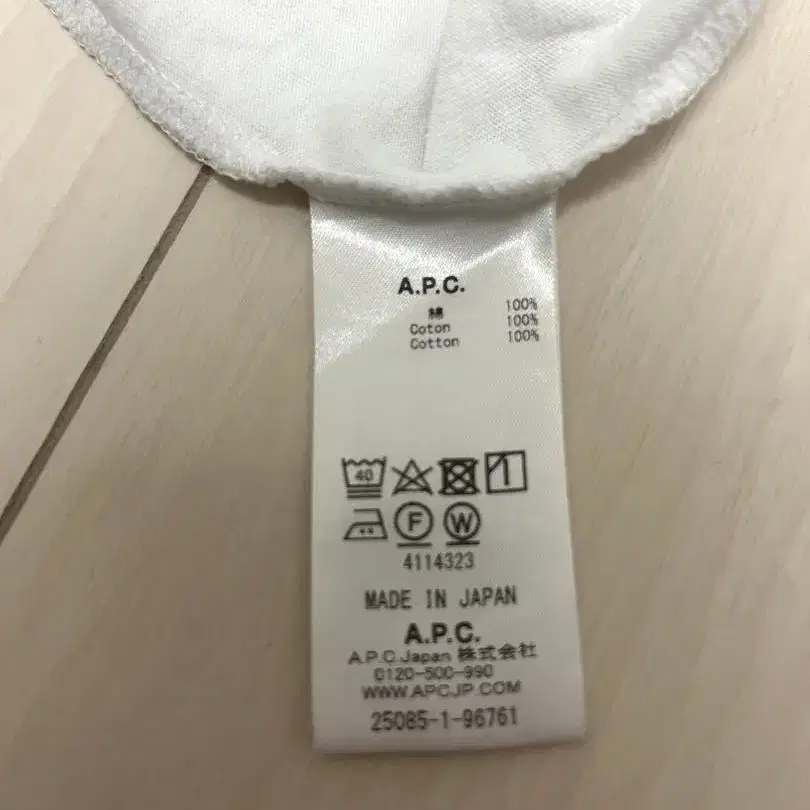 A.P.C.
綿 100%
Coton 100%
Cotton 100%
40
F W
4114323
MADE IN JAPAN
A.P.C.
A.P.C.Japan 株式会社
0120-500-990
WWW.APCJP.COM
25085-1-96761